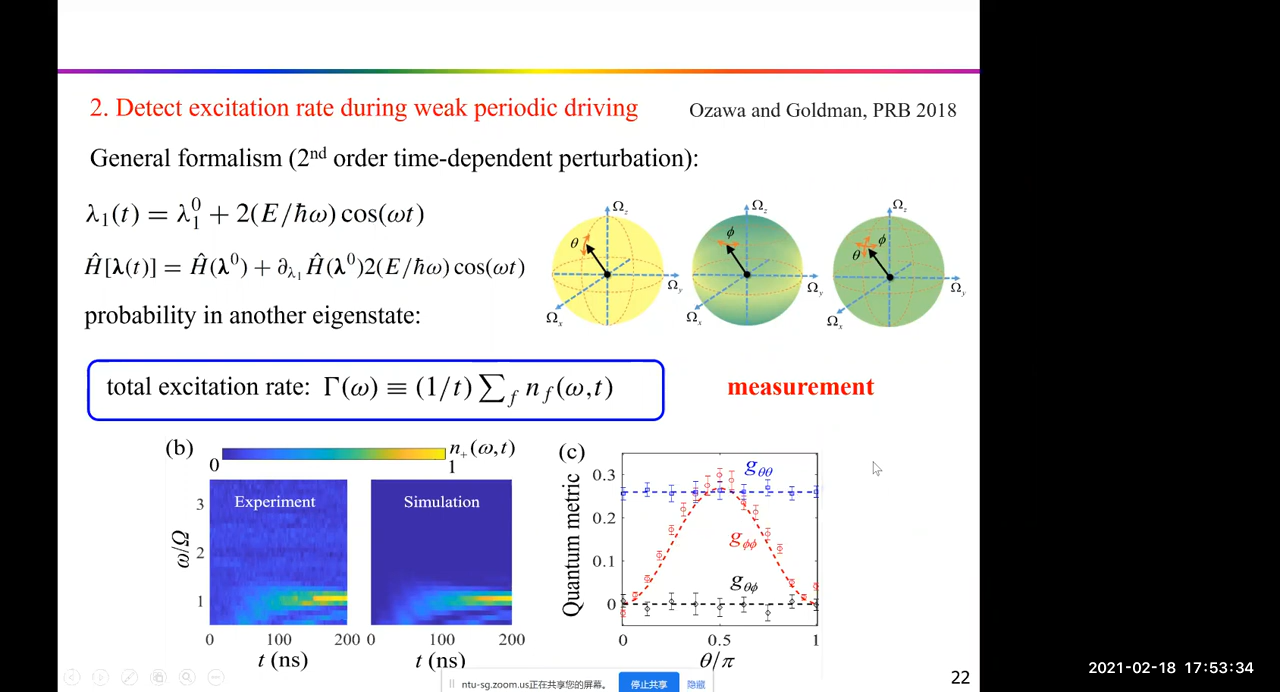 2. Detect excitation rate during weak periodic driving
Ozawa and Goldman, PRB 2018
General formalism (2nd order time-dependent perturbation):
λ₁(t) = λ₁⁰ + 2(E/ħω) cos(ωt)
Ĥ[λ(t)] = Ĥ(λ⁰) + ∂λ₁Ĥ(λ⁰)2(E/ħω) cos(ωt)
probability in another eigenstate:
Ωz
θ
Ωy
Ωx
Ωz
ϕ
Ωy
Ωx
Ωz
ϕ
θ
Ωy
Ωx
total excitation rate: Γ(ω) ≡ (1/t) ∑f nf(ω,t)
measurement
(b)
n₊(ω,t)
0
1
Experiment
Simulation
ω/Ω
3
2
1
0
100
200
0
100
200
t (ns)
t (ns)
(c)
Quantum metric
0.3
0.2
0.1
0
gθθ
gϕϕ
gθϕ
0
0.5
1
θ/π
ntu-sg.zoom.us正在共享您的屏幕。
停止共享
隐藏
22
2021-02-18 17:53:34